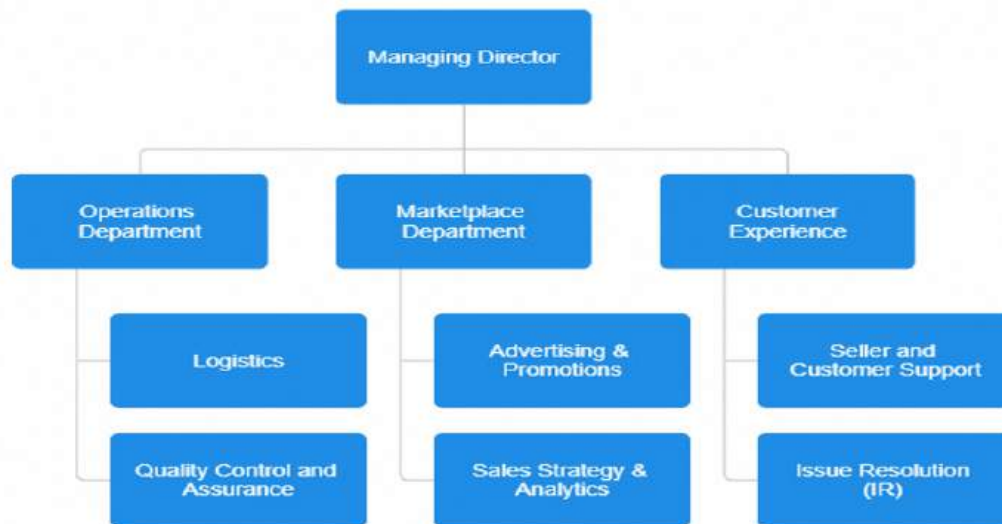 Managing Director
Operations
Department
Marketplace
Department
Customer
Experience
Logistics
Advertising &
Promotions
Seller and
Customer Support
Quality Control and
Assurance
Sales Strategy &
Analytics
Issue Resolution
(IR)